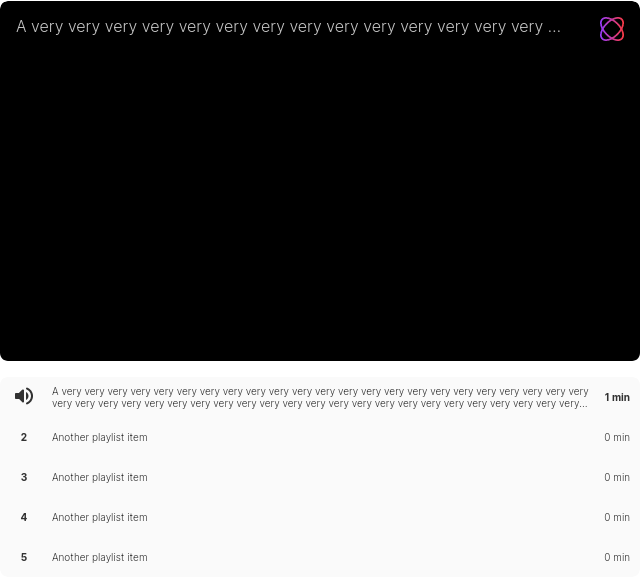 A very very very very very very very very very very very very very very ...
A very very very very very very very very very very very very very very very very very very very very very very very
very very very very very very very very very very very very very very very very very very very very very very very...
1 min
2 Another playlist item 0 min
3 Another playlist item 0 min
4 Another playlist item 0 min
5 Another playlist item 0 min